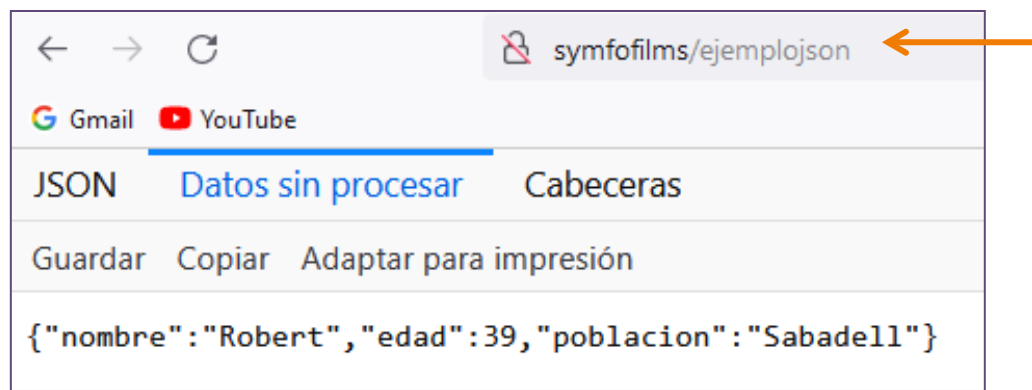 symfofilms/ejemplojson
Gmail YouTube
JSON Datos sin procesar Cabeceras
Guardar Copiar Adaptar para impresión
{"nombre":"Robert","edad":39,"poblacion":"Sabadell"}